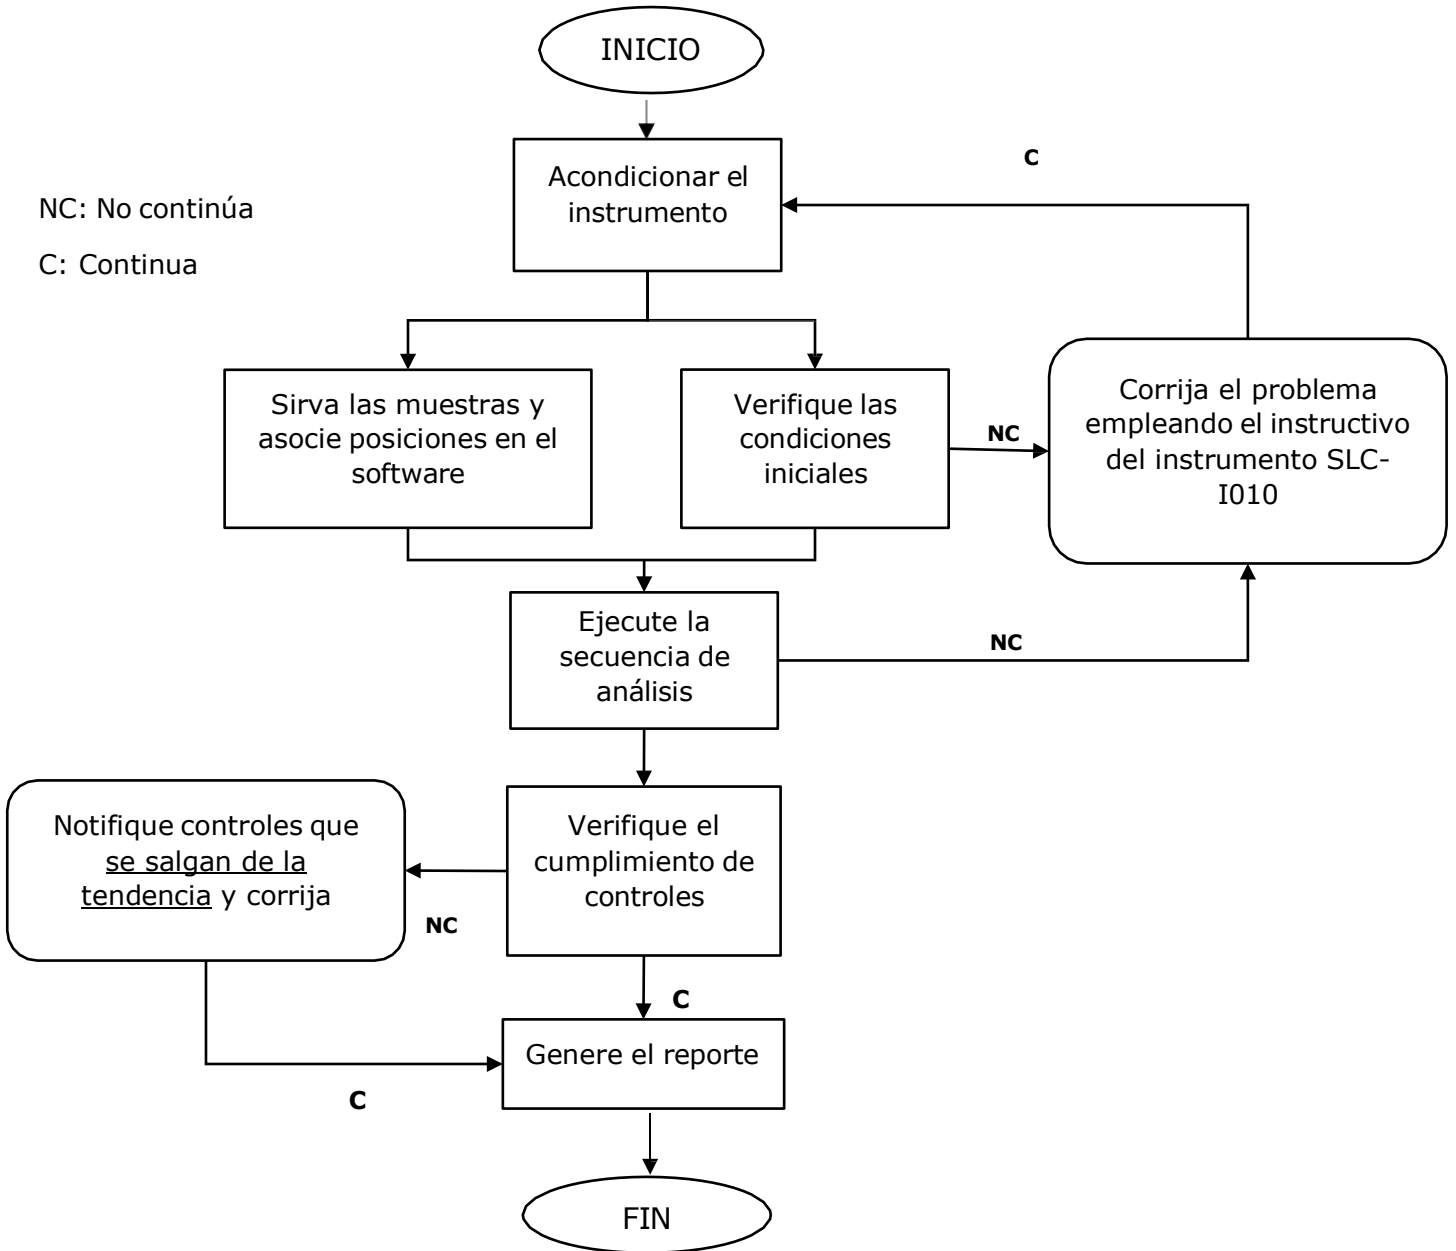 INICIO
C
Acondicionar el
instrumento
NC: No continúa
C: Continua
Sirva las muestras y
asocie posiciones en el
software
Verifique las
condiciones
iniciales
NC
Corrija el problema
empleando el instructivo
del instrumento SLC-
I010
Ejecute la
secuencia de
análisis
NC
Notifique controles que
se salgan de la
tendencia y corrija
Verifique el
cumplimiento de
controles
NC
C
Genere el reporte
C
FIN